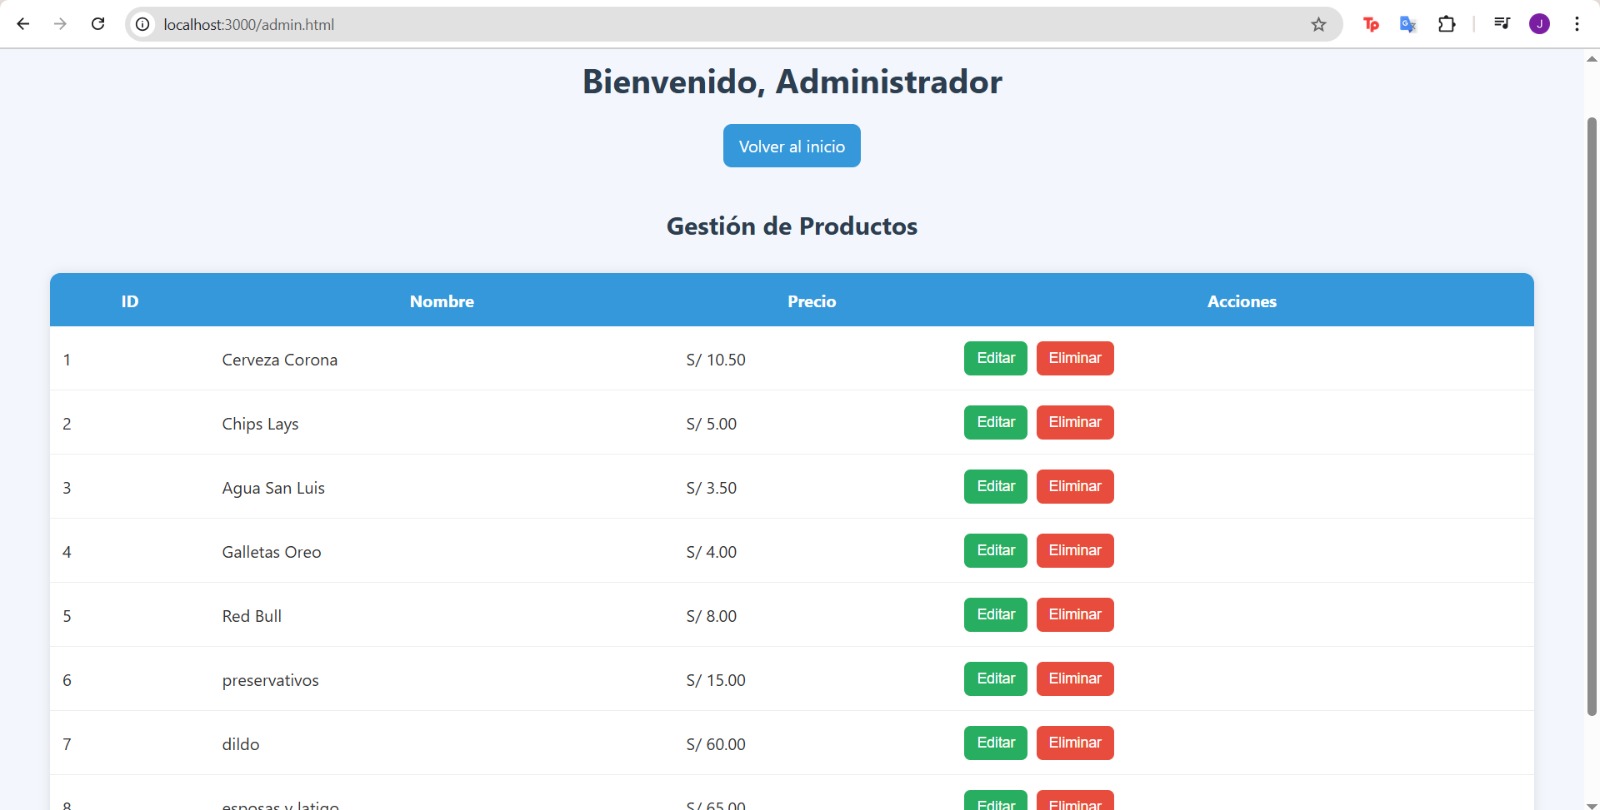 localhost:3000/admin.html
Tp
J
Bienvenido, Administrador
Volver al inicio
Gestión de Productos
ID Nombre Precio Acciones
1 Cerveza Corona S/ 10.50 Editar Eliminar
2 Chips Lays S/ 5.00 Editar Eliminar
3 Agua San Luis S/ 3.50 Editar Eliminar
4 Galletas Oreo S/ 4.00 Editar Eliminar
5 Red Bull S/ 8.00 Editar Eliminar
6 preservativos S/ 15.00 Editar Eliminar
7 dildo S/ 60.00 Editar Eliminar
8 esposas y latigo S/ 65.00 Editar Eliminar